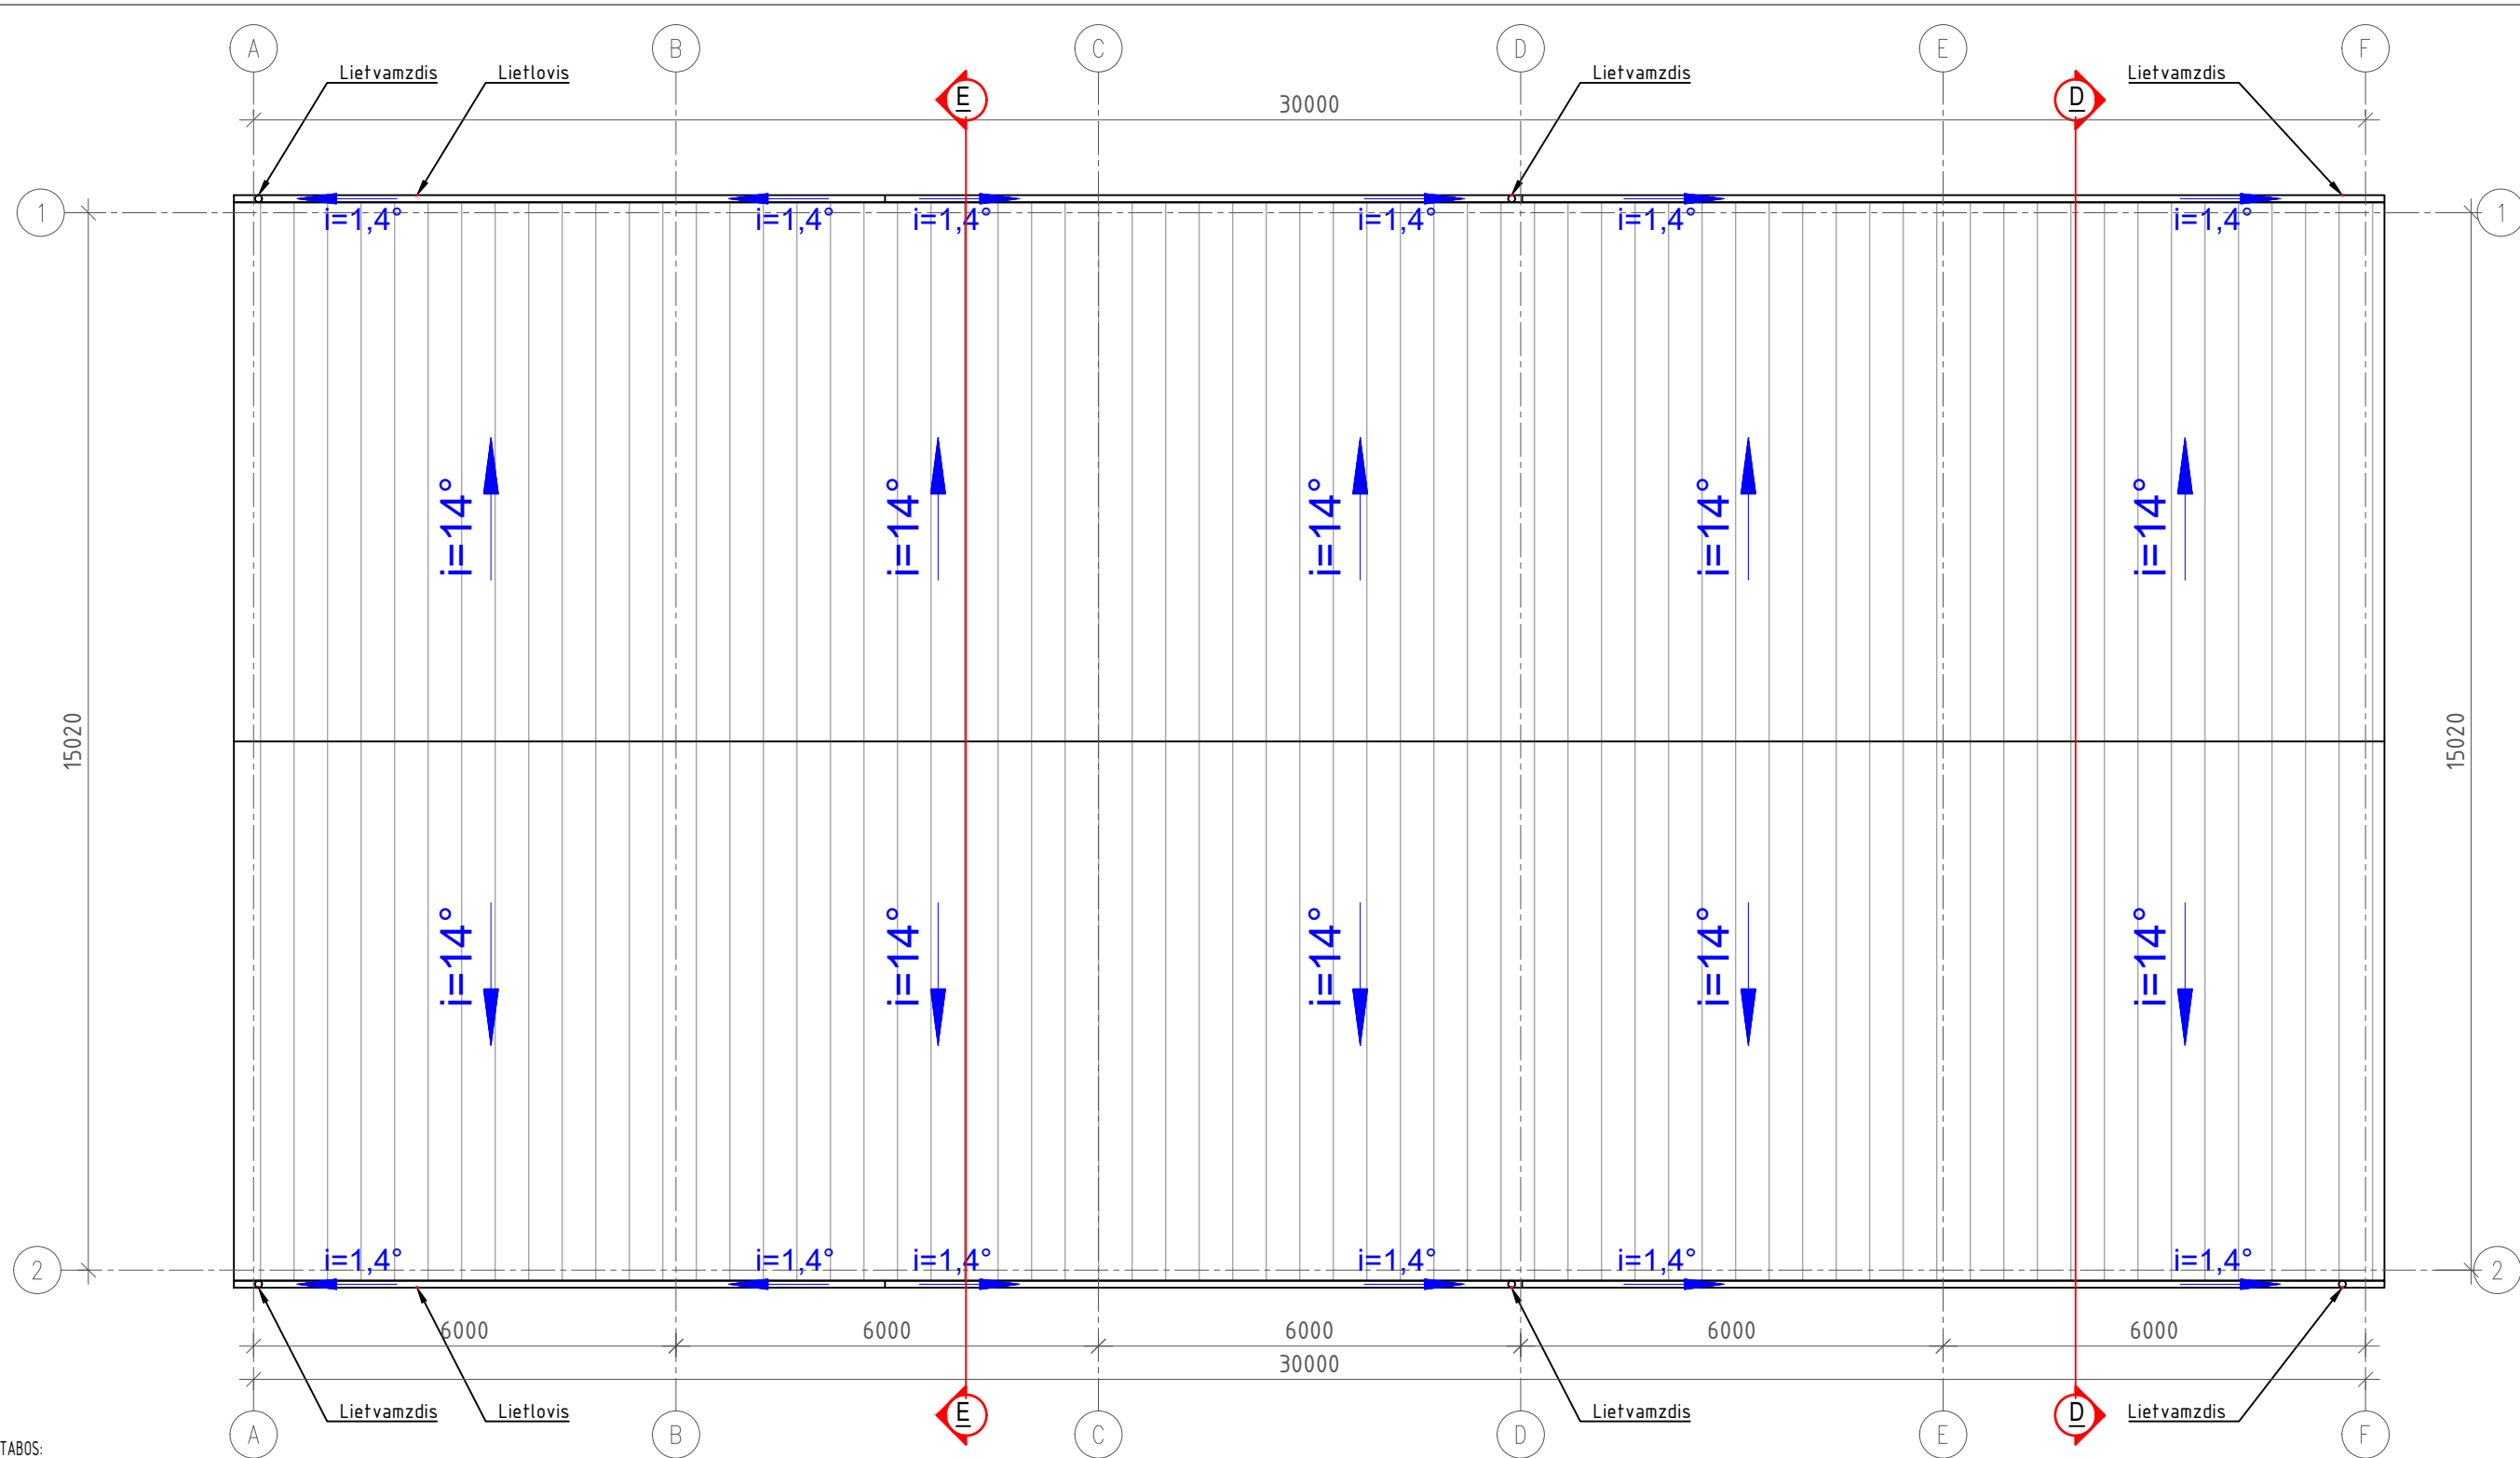 A B C D E F
Lietvamzdis Lietlovis Lietvamzdis Lietvamzdis
E D
30000
1 1
i=1,4° i=1,4° i=1,4° i=1,4° i=1,4° i=1,4°
i=14° i=14° i=14° i=14° i=14°
15020 15020
i=14° i=14° i=14° i=14° i=14°
i=1,4° i=1,4° i=1,4° i=1,4° i=1,4° i=1,4°
2 2
6000 6000 6000 6000 6000
30000
Lietvamzdis Lietlovis Lietvamzdis Lietvamzdis
E D
A B C D E F
TABOS: